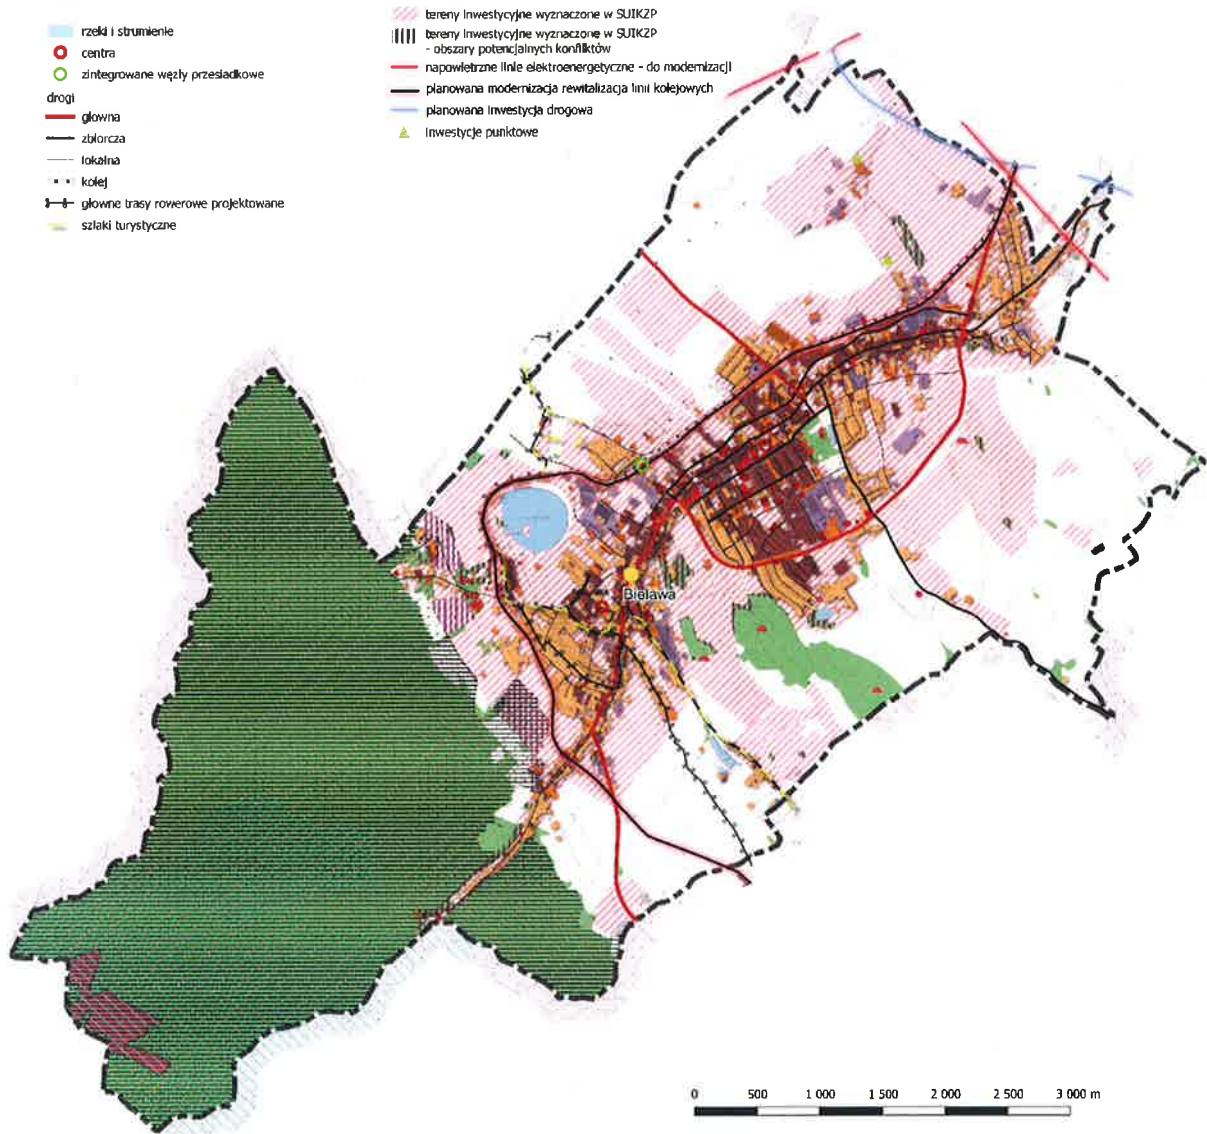 rzeki i strumienie
centra
zintegrowane węzły przesiadkowe
drogi
główna
zbiorcza
lokalna
kolej
główne trasy rowerowe projektowane
szlaki turystyczne
tereny inwestycyjne wyznaczone w SUIKZP
tereny inwestycyjne wyznaczone w SUIKZP
- obszary potencjalnych konfliktów
napowietrzne linie elektroenergetyczne - do modernizacji
planowana modernizacja rewitalizacja linii kolejowych
planowana inwestycja drogowa
inwestycje punktowe
Bielawa
0 500 1 000 1 500 2 000 2 500 3 000 m